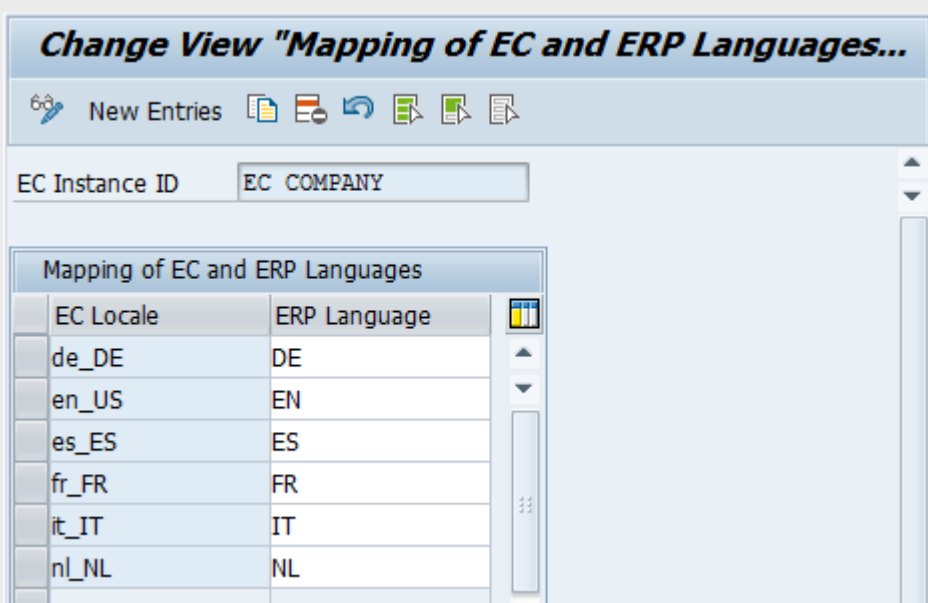 Change View "Mapping of EC and ERP Languages...
New Entries
EC Instance ID EC COMPANY
Mapping of EC and ERP Languages
EC Locale ERP Language
de_DE DE
en_US EN
es_ES ES
fr_FR FR
it_IT IT
nl_NL NL